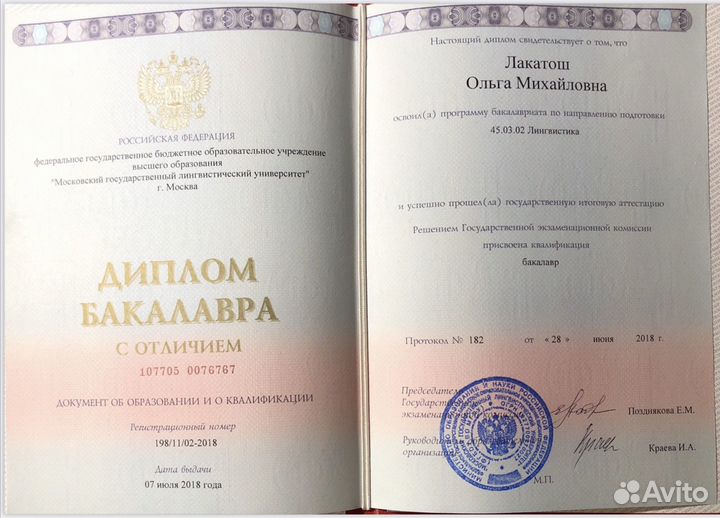 РОССИЙСКАЯ ФЕДЕРАЦИЯ
федеральное государственное бюджетное образовательное учреждение
высшего образования
"Московский государственный лингвистический университет"
г. Москва
ДИПЛОМ
БАКАЛАВРА
С ОТЛИЧИЕМ
107705 0076767
ДОКУМЕНТ ОБ ОБРАЗОВАНИИ И О КВАЛИФИКАЦИИ
Регистрационный номер
198/11/02-2018
Дата выдачи
07 июля 2018 года
Настоящий диплом свидетельствует о том, что
Лакатош
Ольга Михайловна
освоил(а) программу бакалавриата по направлению подготовки
45.03.02 Лингвистика
и успешно прошел(ла) государственную итоговую аттестацию
Решением Государственной экзаменационной комиссии
присвоена квалификация
бакалавр
Протокол № 182 от « 28 » июня 2018 г.
Председатель
Государственной
экзаменационной комиссии
Позднякова Е.М.
Руководитель
организации
Краева И.А.
М.П.
Avito